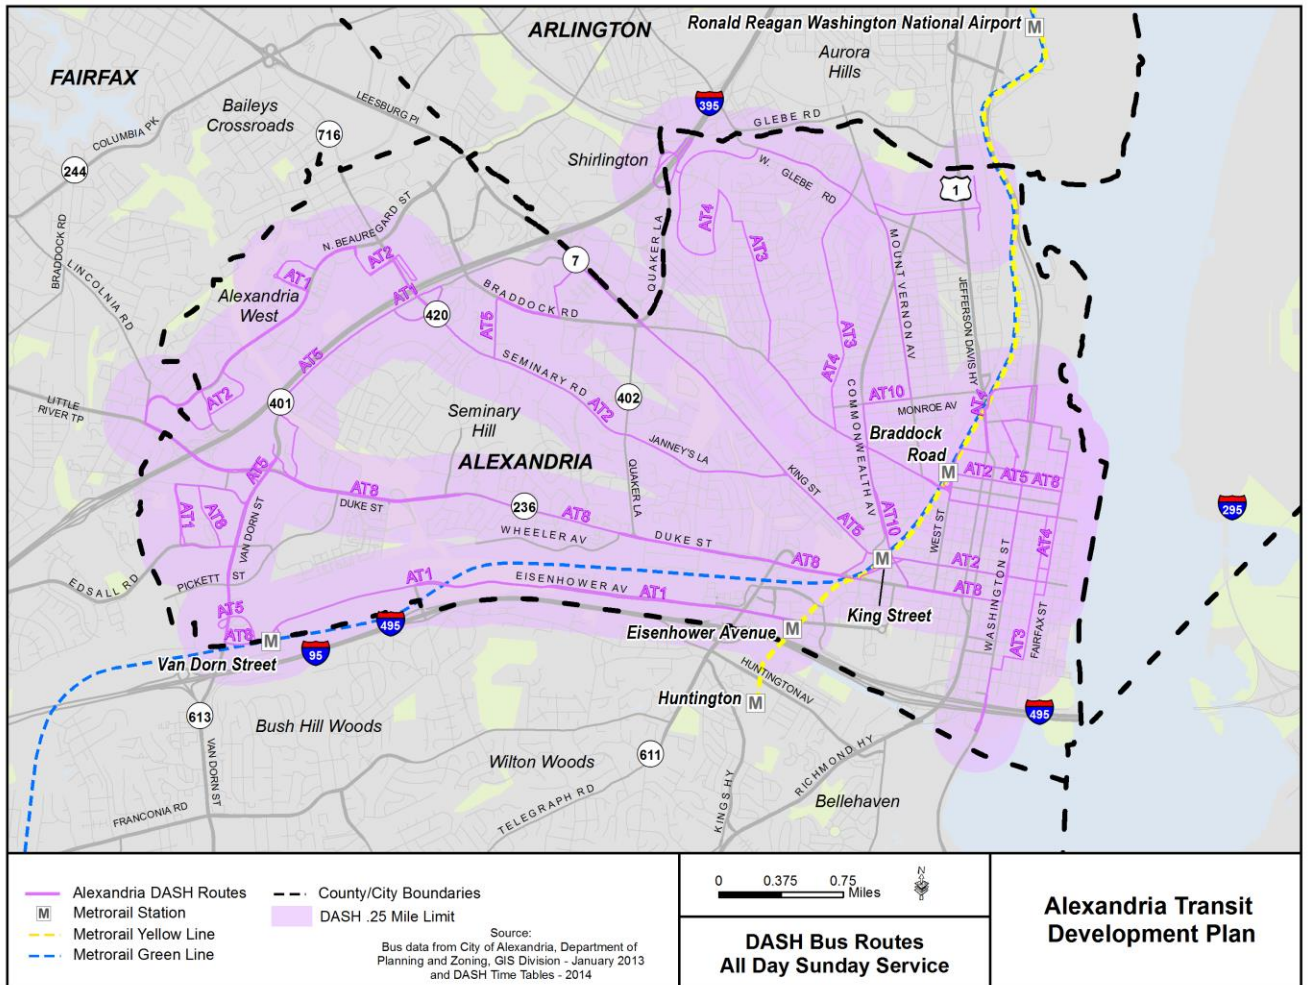 Ronald Reagan Washington National Airport
M
ARLINGTON
Aurora
Hills
FAIRFAX
Baileys
Crossroads
LEESBURG PI
COLUMBIA PK
716
395
GLEBE RD
244
Shirlington
W. GLEBE RD
1
BRADDOCK RD
N. BEAUREGARD ST
AT4
QUAKER LA
AT2
AT3
MOUNT VERNON AV
7
LINCOLNIA RD
AT1
Alexandria
West
AT1
BRADDOCK RD
JEFFERSON DAVIS HY
420
AT5
AT3
AT5
SEMINARY RD
AT4
AT2
LITTLE
RIVER TP
401
AT2
402
COMMONWEALTH AV
AT10
MONROE AV
AT4
Seminary
Hill
Braddock
Road
JANNEY'S LA
ALEXANDRIA
M
AT5
KING ST
AT2
AT5
AT8
AT8
DUKE ST
QUAKER LA
236
AT8
AT1
AT8
VAN DORN ST
WHEELER AV
DUKE ST
AT5
AT10
WEST ST
AT4
295
M
AT8
AT2
EDSALL RD
PICKETT ST
AT1
EISENHOWER AV
AT1
AT8
WASHINGTON ST
FAIRFAX ST
AT5
AT8
M
495
95
King Street
Eisenhower Avenue
M
AT3
Van Dorn Street
HUNTINGTON AV
Huntington
M
613
Bush Hill Woods
495
VAN DORN ST
611
Wilton Woods
RICHMOND HY
KINGS HY
TELEGRAPH RD
Bellehaven
FRANCONIA RD
Alexandria DASH Routes
M
Metrorail Station
Metrorail Yellow Line
Metrorail Green Line
County/City Boundaries
DASH .25 Mile Limit
Source:
Bus data from City of Alexandria, Department of
Planning and Zoning, GIS Division - January 2013
and DASH Time Tables - 2014
0 0.375 0.75
Miles
N
DASH Bus Routes
All Day Sunday Service
Alexandria Transit
Development Plan